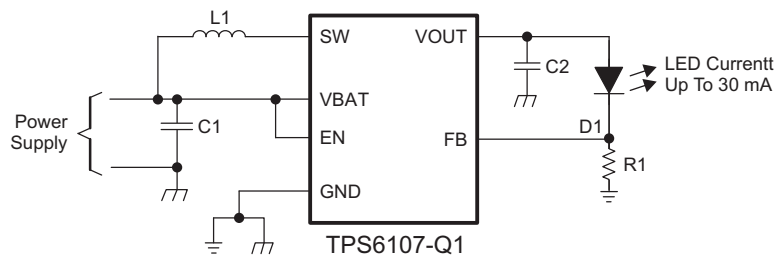 L1
SW
VOUT
C2
LED Currentt
Up To 30 mA
Power
Supply
C1
VBAT
EN
FB
D1
R1
GND
TPS6107-Q1